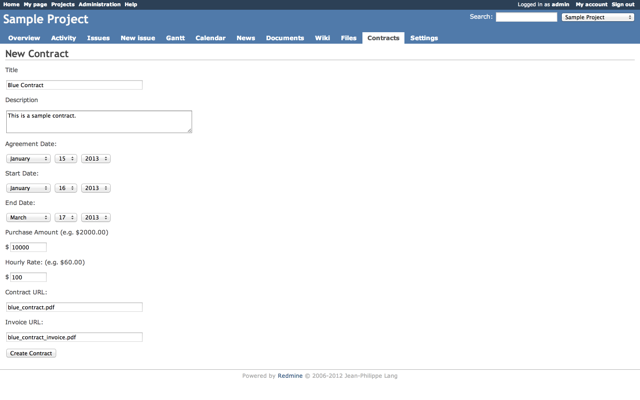 Home My page Projects Administration Help Logged in as admin My account Sign out
Sample Project Search: Sample Project
Overview Activity Issues New issue Gantt Calendar News Documents Wiki Files Contracts Settings
New Contract
Title
Blue Contract
Description
This is a sample contract.
Agreement Date:
January 15 2013
Start Date:
January 16 2013
End Date:
March 17 2013
Purchase Amount (e.g. $2000.00)
$ 10000
Hourly Rate: (e.g. $60.00)
$ 100
Contract URL:
blue_contract.pdf
Invoice URL:
blue_contract_invoice.pdf
Create Contract
Powered by Redmine © 2006-2012 Jean-Philippe Lang